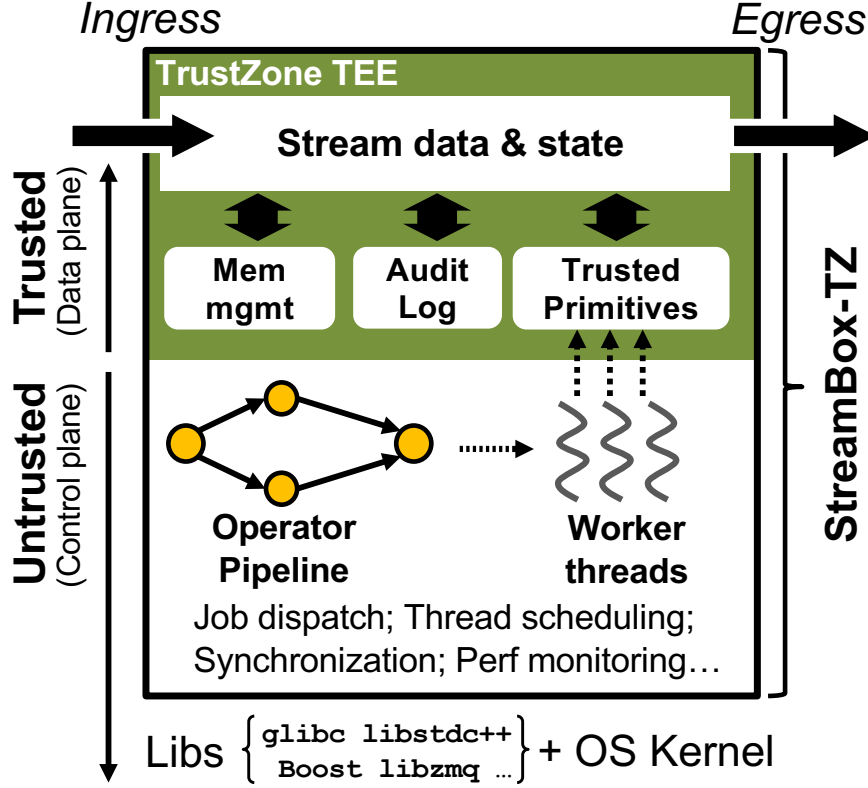 Ingress
Egress
TrustZone TEE
Stream data & state
Mem
mgmt
Audit
Log
Trusted
Primitives
Trusted
(Data plane)
Untrusted
(Control plane)
StreamBox-TZ
Operator
Pipeline
Worker
threads
Job dispatch; Thread scheduling;
Synchronization; Perf monitoring…
Libs { glibc libstdc++
Boost libzmq … } + OS Kernel